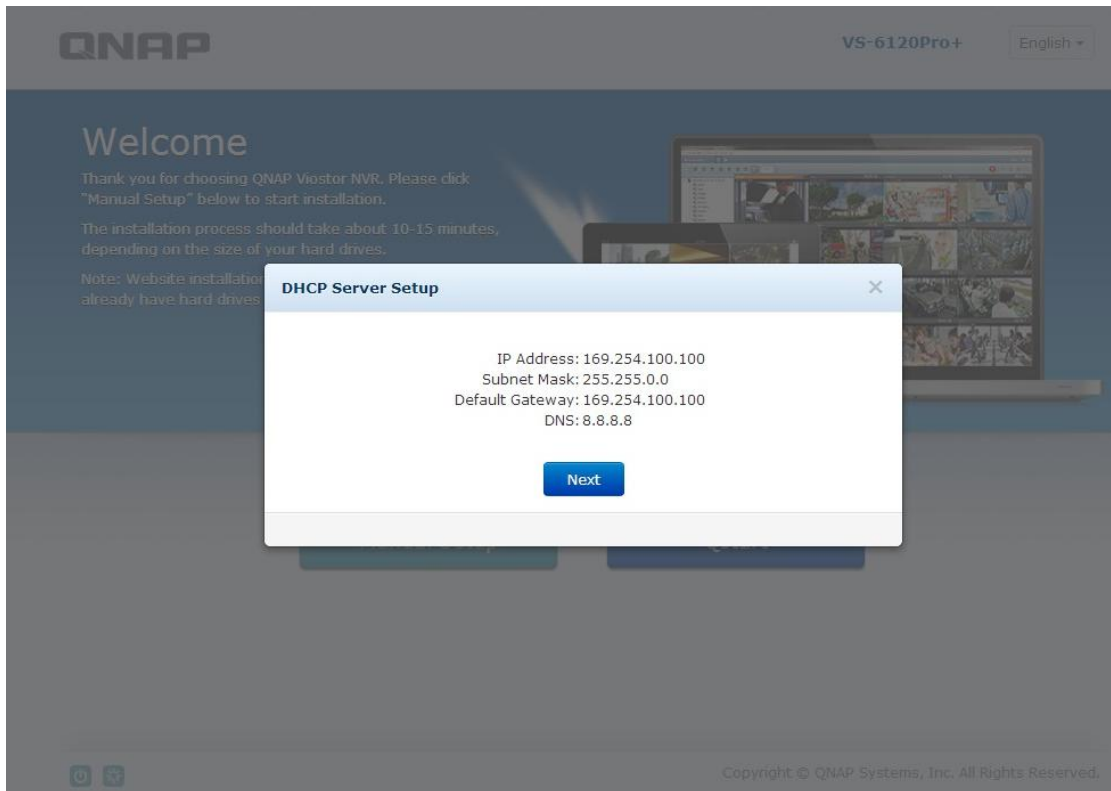 QNAP
VS-6120Pro+
English
Welcome
Thank you for choosing QNAP Viostor NVR. Please click
"Manual Setup" below to start installation.
The installation process should take about 10-15 minutes,
depending on the size of your hard drives.
Note: Website installation
already have hard drives
DHCP Server Setup
IP Address: 169.254.100.100
Subnet Mask: 255.255.0.0
Default Gateway: 169.254.100.100
DNS: 8.8.8.8
Next
Copyright © QNAP Systems, Inc. All Rights Reserved.